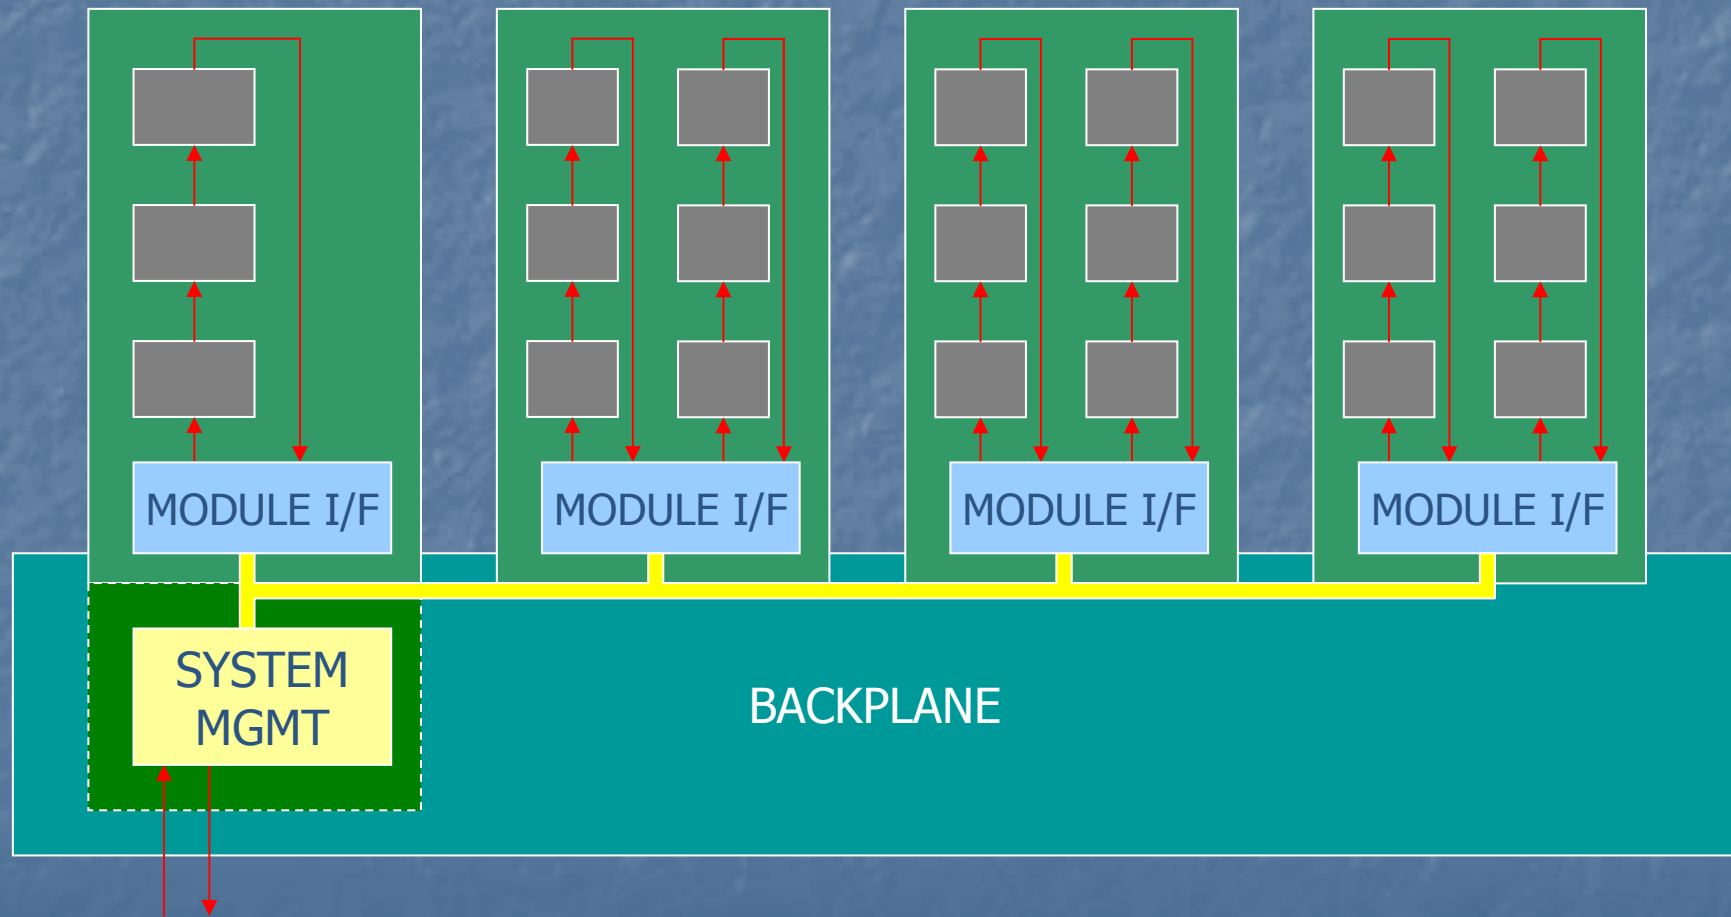 MODULE I/F
MODULE I/F
MODULE I/F
MODULE I/F
SYSTEM
MGMT
BACKPLANE